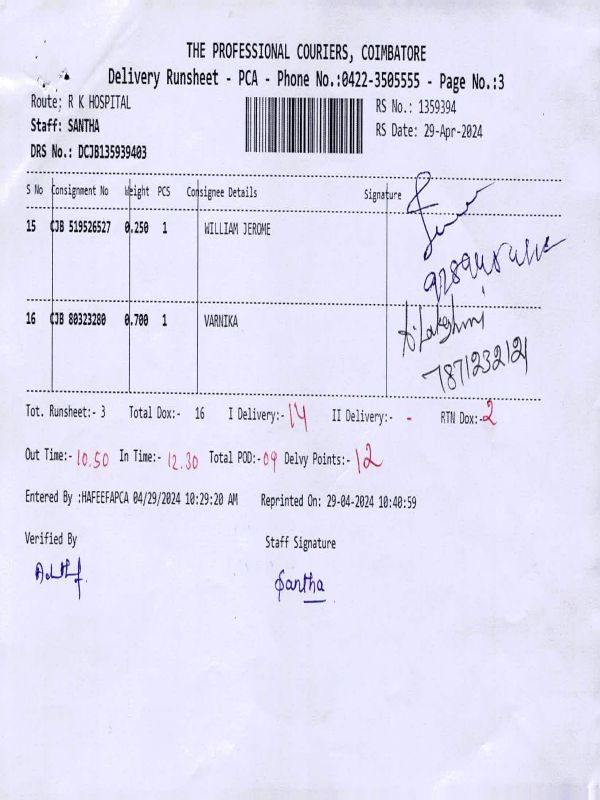 THE PROFESSIONAL COURIERS, COIMBATORE
Delivery Runsheet - PCA - Phone No.:0422-3505555 - Page No.:3
Route: R K HOSPITAL
RS No.: 1359394
Staff: SANTHA
RS Date: 29-Apr-2024
DRS No.: DCJB135939403
S No Consignment No Weight PCS Consignee Details Signature
15 CJB 519526527 0.250 1 WILLIAM JEROME
16 CJB 80323280 0.700 1 VARNIKA
A. Lakshmi
7871232121
Tot. Runsheet:- 3 Total Dox:- 16 I Delivery:- 14 II Delivery:- - RTN Dox:- 2
Out Time:- 10.50 In Time:- 12.30 Total POD:- 09 Delvy Points:- 12
Entered By :HAFEEFAPCA 04/29/2024 10:29:20 AM Reprinted On: 29-04-2024 10:40:59
Verified By Staff Signature
Santha